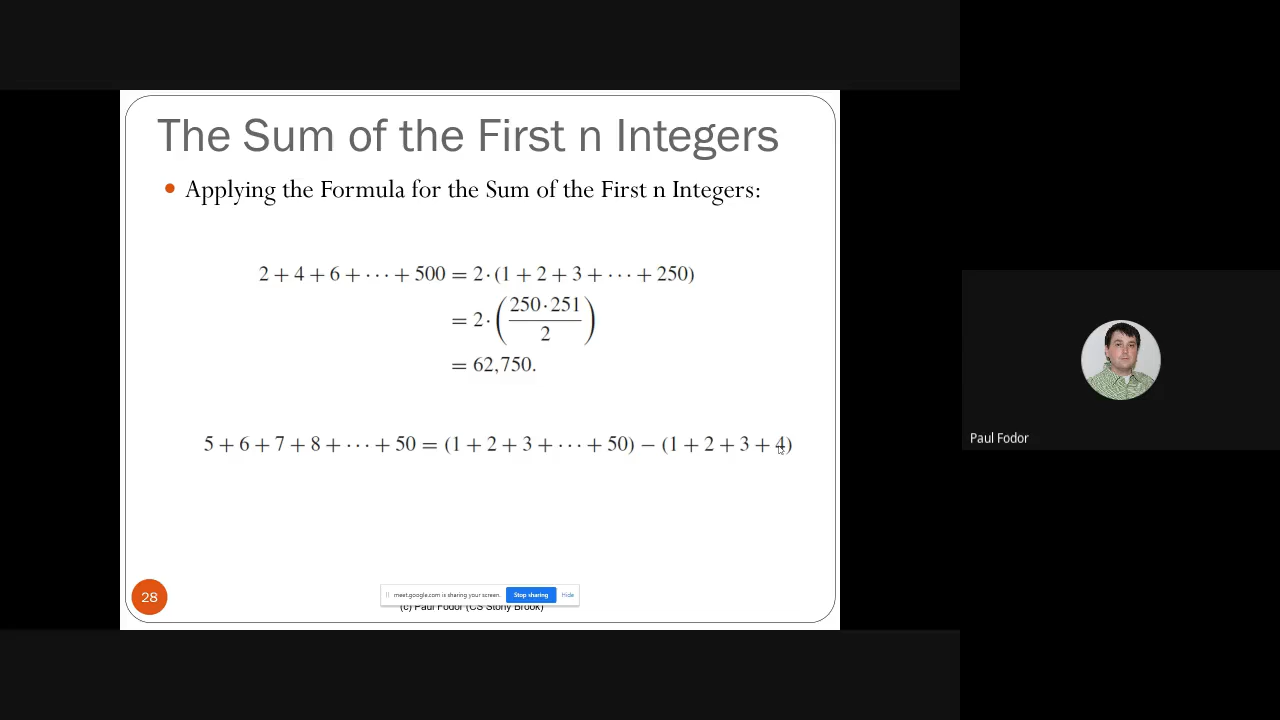 The Sum of the First n Integers
• Applying the Formula for the Sum of the First n Integers:
2 + 4 + 6 + ··· + 500 = 2 · (1 + 2 + 3 + ··· + 250)
= 2 · (250 · 251 / 2)
= 62,750.
5 + 6 + 7 + 8 + ··· + 50 = (1 + 2 + 3 + ··· + 50) − (1 + 2 + 3 + 4)
Paul Fodor
28
meet.google.com is sharing your screen. Stop sharing Hide
(c) Paul Fodor (CS Stony Brook)